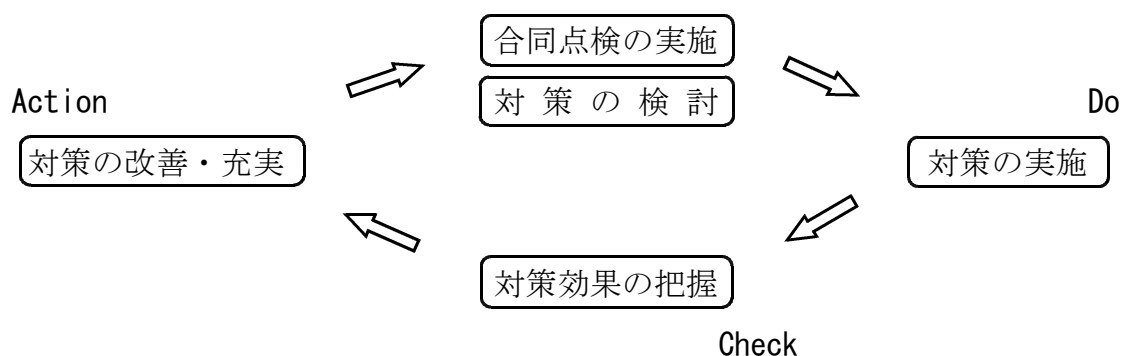 合同点検の実施
対策の検討
Action
Do
対策の改善・充実
対策の実施
対策効果の把握
Check